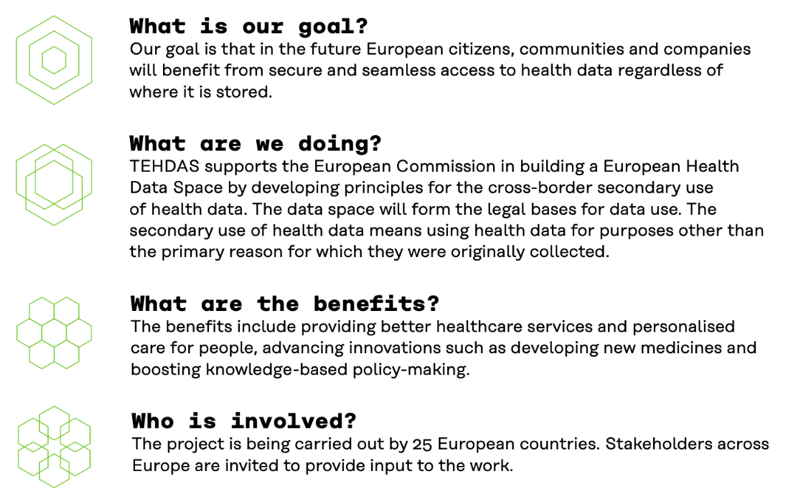 What is our goal?
Our goal is that in the future European citizens, communities and companies
will benefit from secure and seamless access to health data regardless of
where it is stored.
What are we doing?
TEHDAS supports the European Commission in building a European Health
Data Space by developing principles for the cross-border secondary use
of health data. The data space will form the legal bases for data use. The
secondary use of health data means using health data for purposes other than
the primary reason for which they were originally collected.
What are the benefits?
The benefits include providing better healthcare services and personalised
care for people, advancing innovations such as developing new medicines and
boosting knowledge-based policy-making.
Who is involved?
The project is being carried out by 25 European countries. Stakeholders across
Europe are invited to provide input to the work.